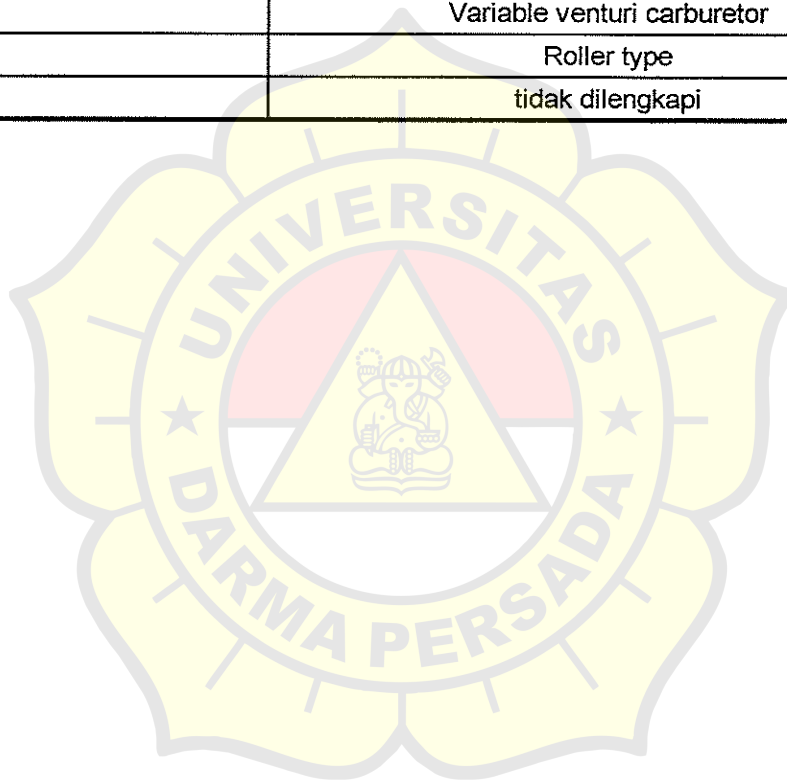 Variable venturi carburetor
Roller type
tidak dilengkapi
UNIVERSITAS
DARMA PERSADA